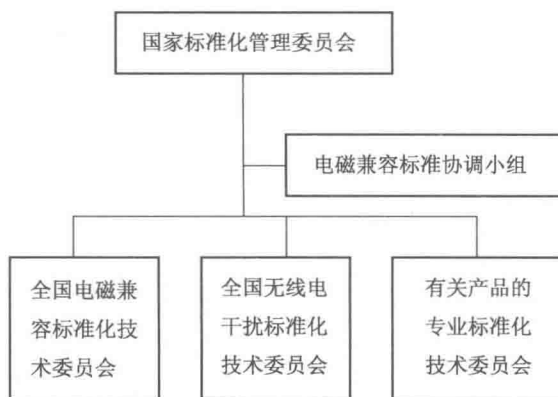 国家标准化管理委员会
电磁兼容标准协调小组
全国电磁兼
容标准化技
术委员会
全国无线电
干扰标准化
技术委员会
有关产品的
专业标准化
技术委员会